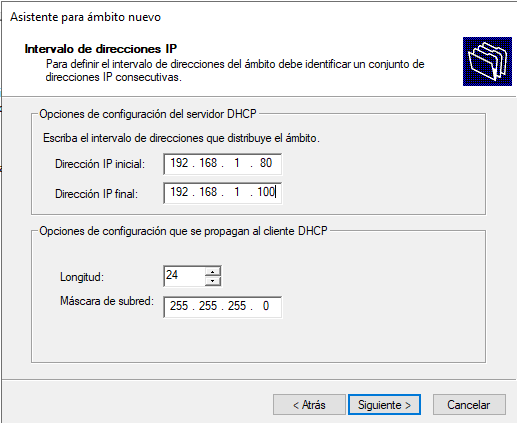 Asistente para ámbito nuevo
Intervalo de direcciones IP
Para definir el intervalo de direcciones del ámbito debe identificar un conjunto de
direcciones IP consecutivas.
Opciones de configuración del servidor DHCP
Escriba el intervalo de direcciones que distribuye el ámbito.
Dirección IP inicial: 192 . 168 . 1 . 80
Dirección IP final: 192 . 168 . 1 . 100
Opciones de configuración que se propagan al cliente DHCP
Longitud: 24
Máscara de subred: 255 . 255 . 255 . 0
< Atrás Siguiente > Cancelar